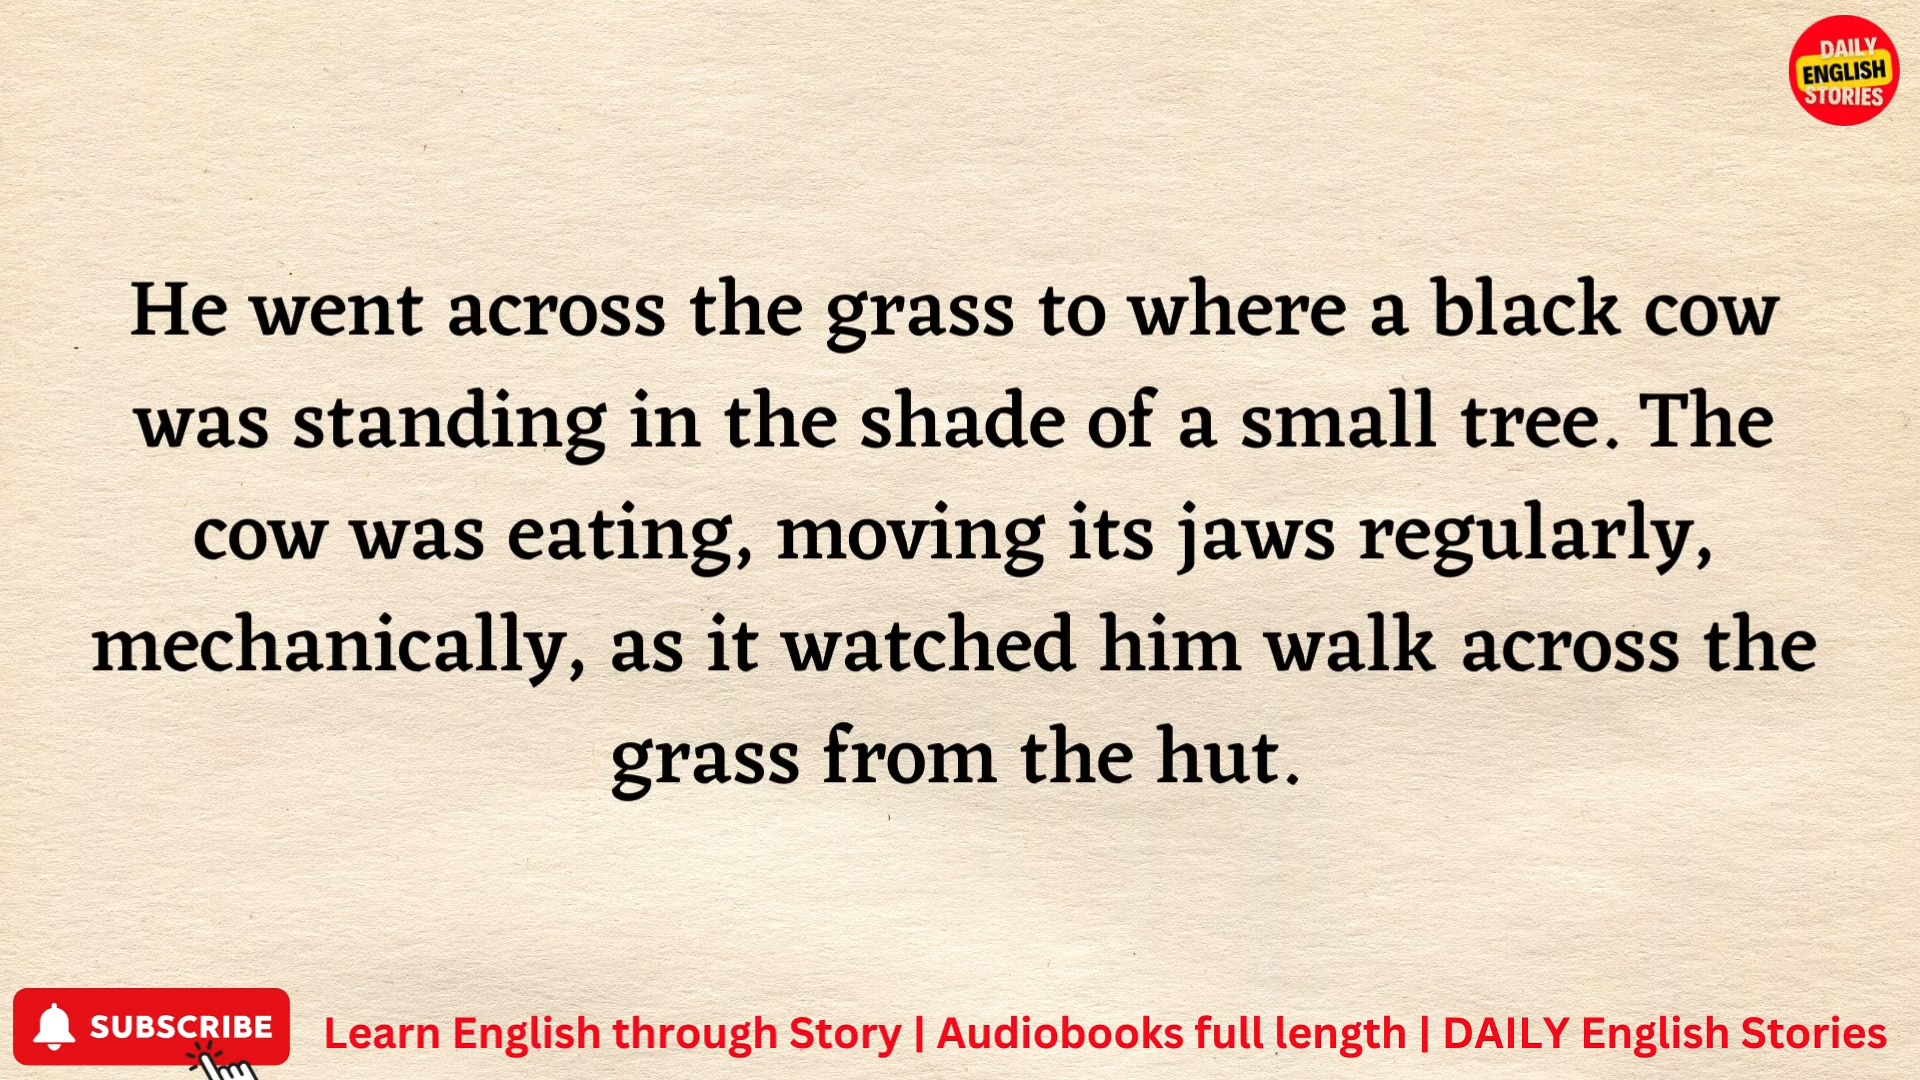 DAILY
ENGLISH
STORIES
He went across the grass to where a black cow
was standing in the shade of a small tree. The
cow was eating, moving its jaws regularly,
mechanically, as it watched him walk across the
grass from the hut.
SUBSCRIBE
Learn English through Story | Audiobooks full length | DAILY English Stories